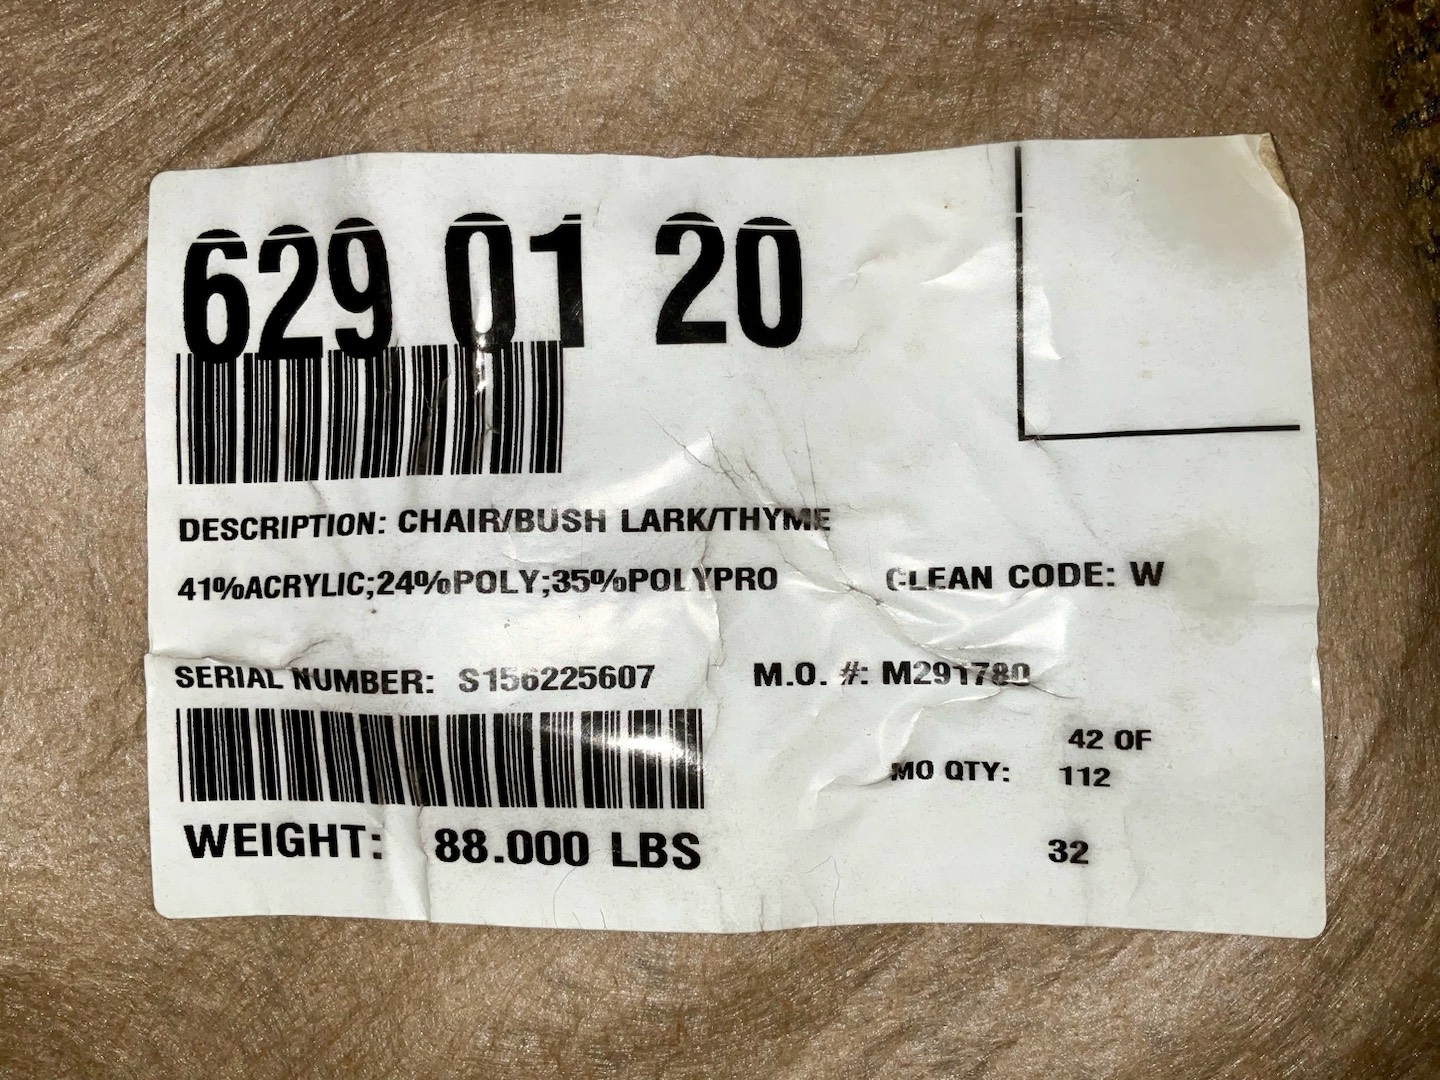 629 01 20
DESCRIPTION: CHAIR/BUSH LARK/THYME
41%ACRYLIC;24%POLY;35%POLYPRO CLEAN CODE: W
SERIAL NUMBER: S156225607 M.O. #: M291780
42 OF
MO QTY: 112
WEIGHT: 88.000 LBS 32